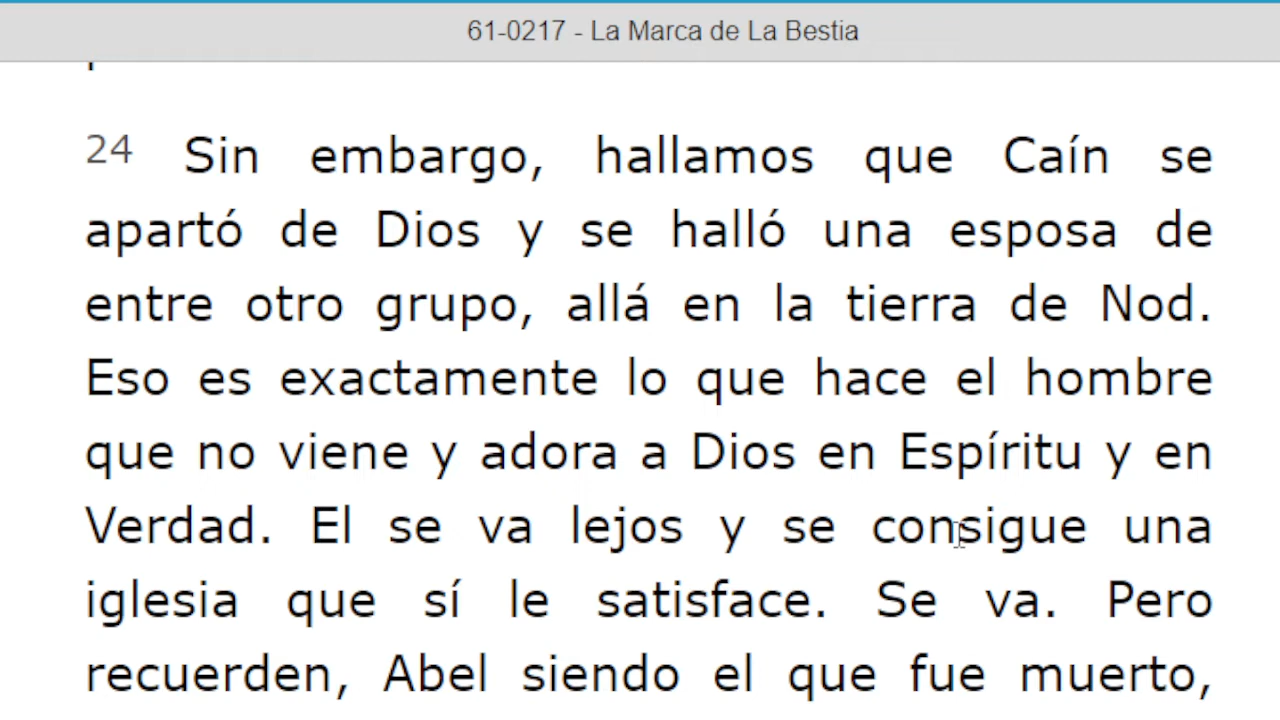 61-0217 - La Marca de La Bestia
24 Sin embargo, hallamos que Caín se
apartó de Dios y se halló una esposa de
entre otro grupo, allá en la tierra de Nod.
Eso es exactamente lo que hace el hombre
que no viene y adora a Dios en Espíritu y en
Verdad. El se va lejos y se consigue una
iglesia que sí le satisface. Se va. Pero
recuerden, Abel siendo el que fue muerto,